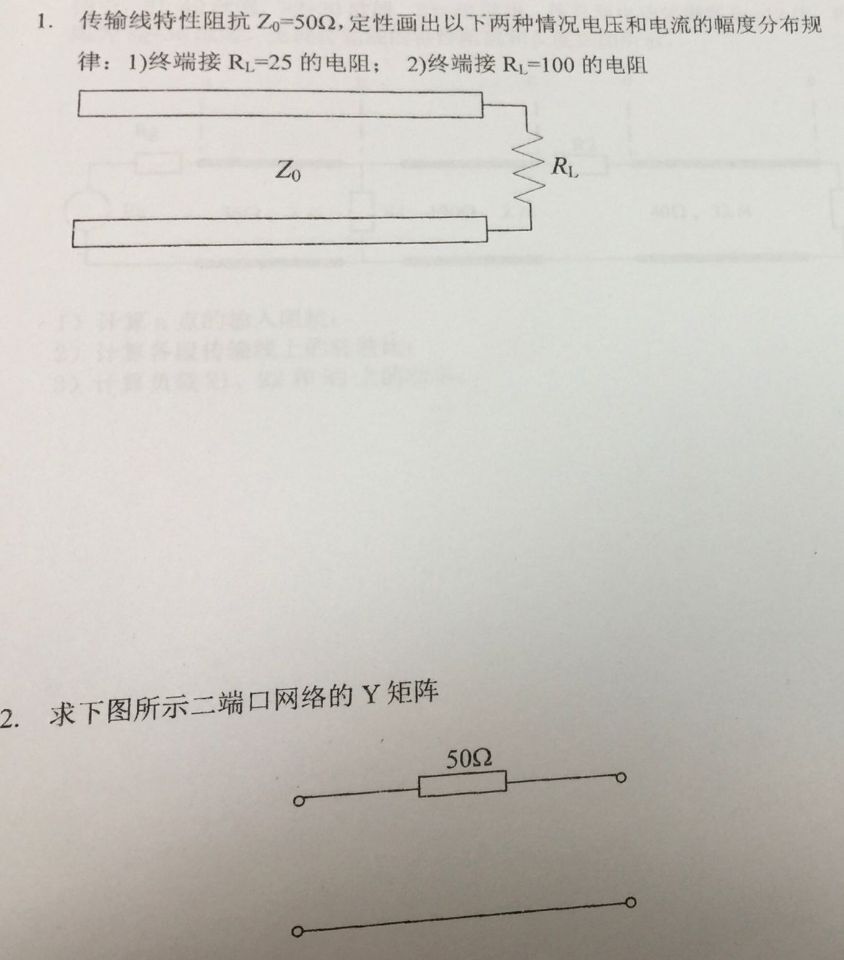 1. 传输线特性阻抗 Z₀=50Ω,定性画出以下两种情况电压和电流的幅度分布规
律：1)终端接 R_L=25 的电阻； 2)终端接 R_L=100 的电阻
Z₀
R_L
2. 求下图所示二端口网络的 Y 矩阵
50Ω